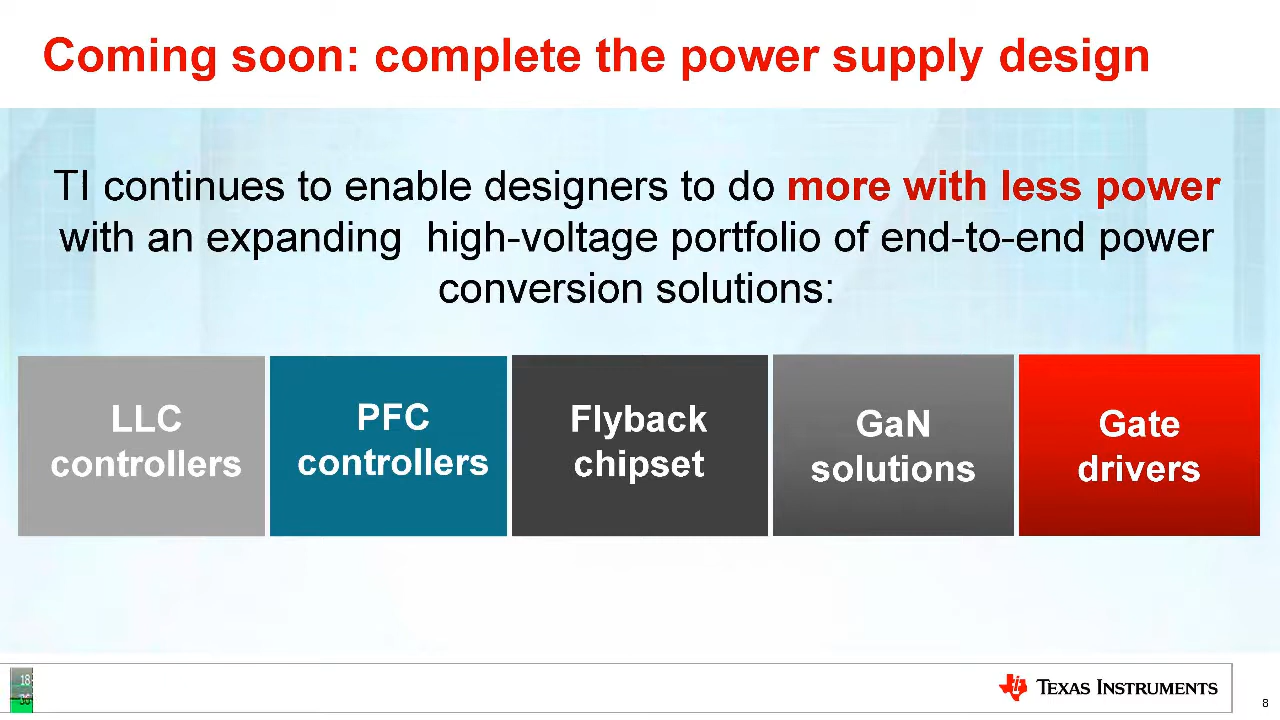 Coming soon: complete the power supply design
TI continues to enable designers to do more with less power
with an expanding high-voltage portfolio of end-to-end power
conversion solutions:
LLC
controllers
PFC
controllers
Flyback
chipset
GaN
solutions
Gate
drivers
18
TEXAS INSTRUMENTS
8